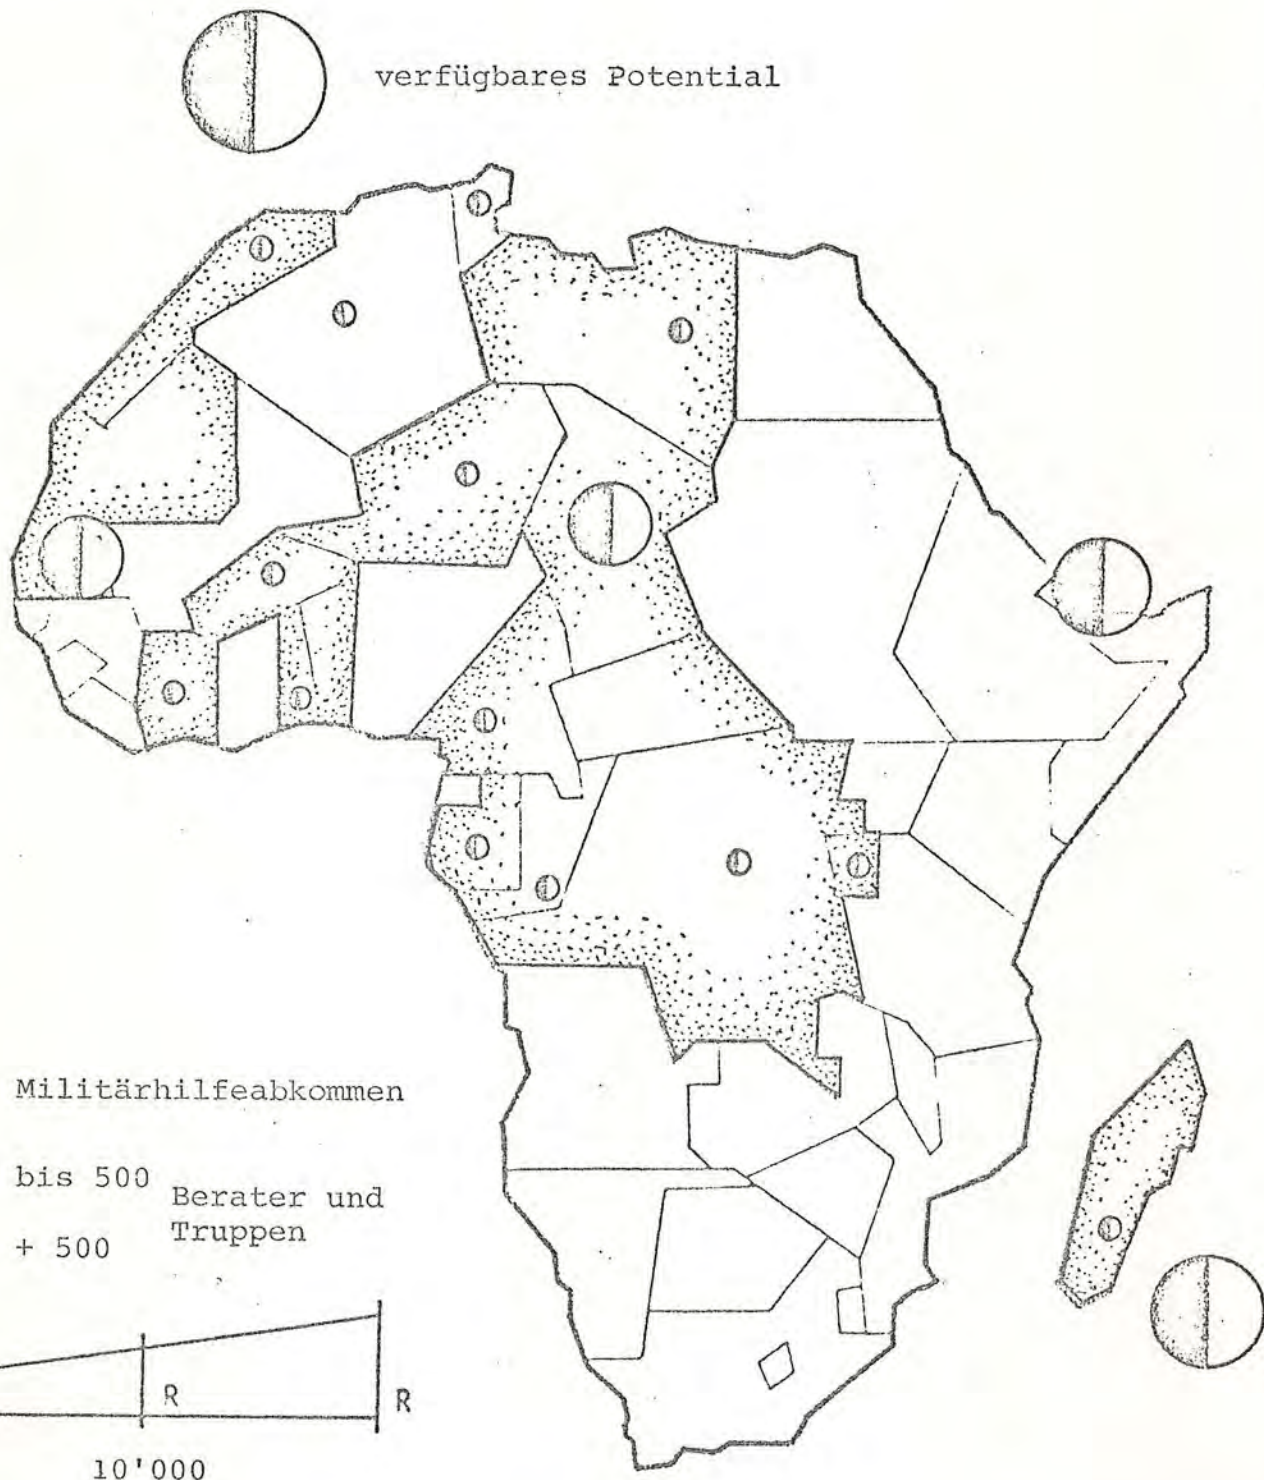 verfügbares Potential
Militärhilfeabkommen
bis 500
Berater und
+ 500
Truppen
R
R
10'000